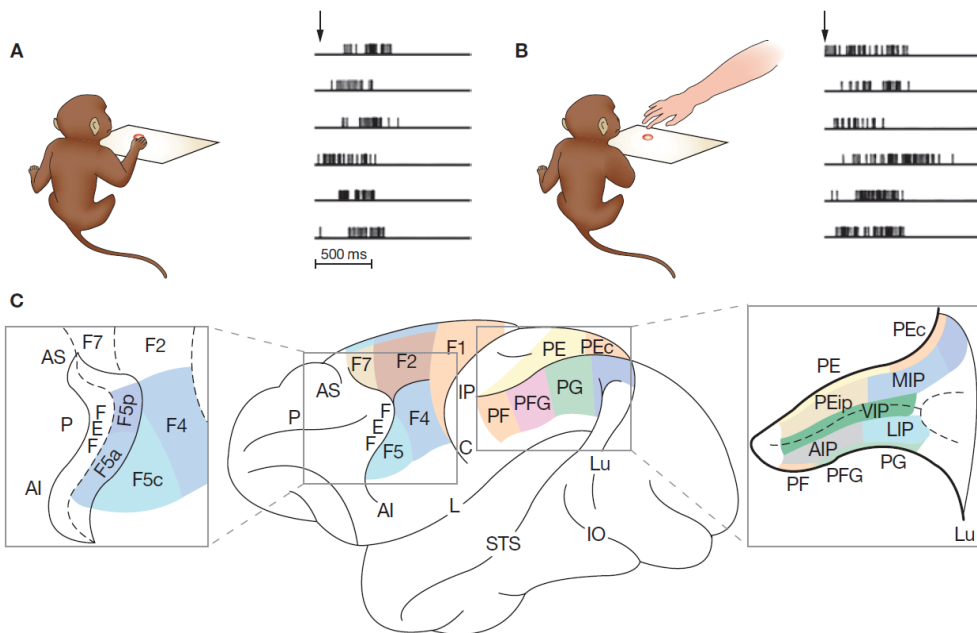 A
B
500 ms
C
F7
F2
AS
P
F
E
F
F5p
F4
F5a
F5c
AI
F7
F2
F1
AS
P
F
E
F
F4
F5
AI
L
C
IP
PE
PEc
PF
PFG
PG
Lu
STS
IO
PEc
PE
MIP
PEip
VIP
LIP
AIP
PF
PFG
PG
Lu